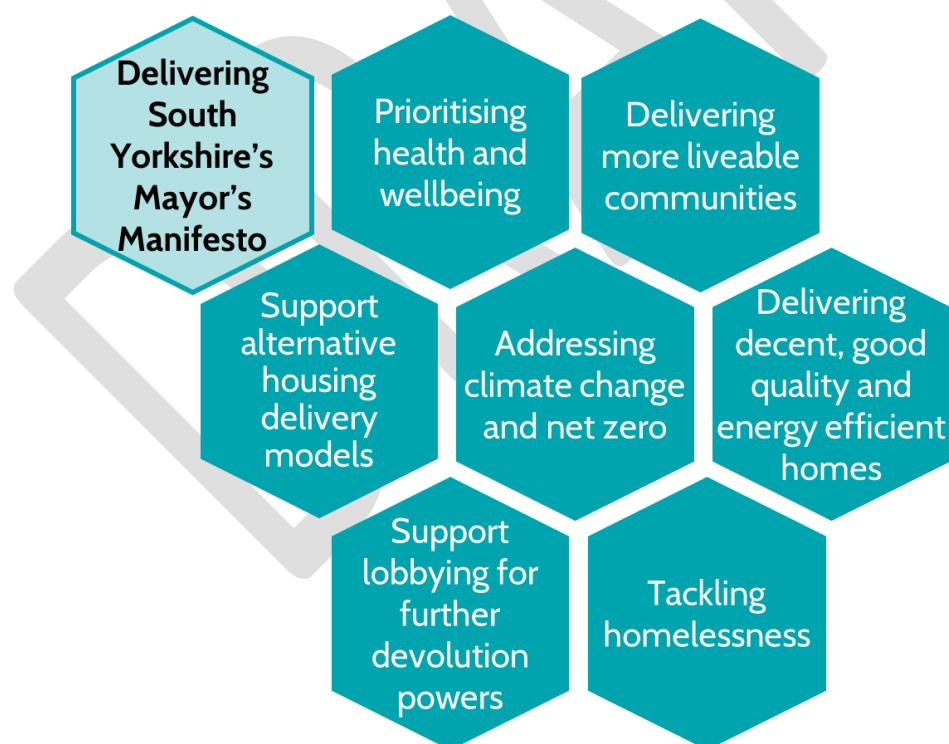 Delivering
South
Yorkshire’s
Mayor’s
Manifesto
Prioritising
health and
wellbeing
Delivering
more liveable
communities
Support
alternative
housing
delivery
models
Addressing
climate change
and net zero
Delivering
decent, good
quality and
energy efficient
homes
Support
lobbying for
further
devolution
powers
Tackling
homelessness